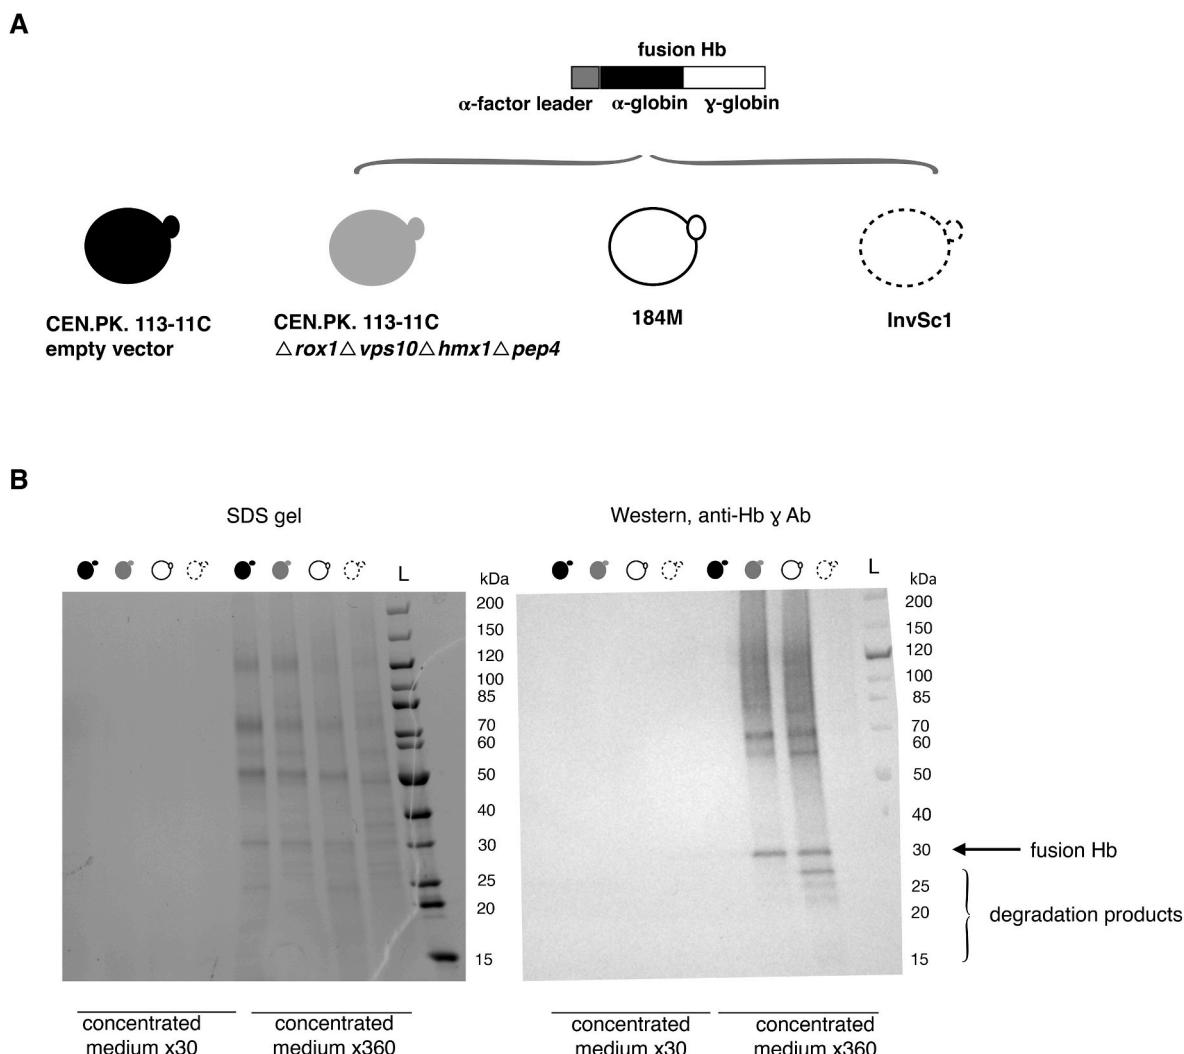 A
fusion Hb
α-factor leader α-globin ɣ-globin
CEN.PK. 113-11C
empty vector
CEN.PK. 113-11C
△rox1△vps10△hmx1△pep4
184M
InvSc1
B
SDS gel
L
kDa
200
150
120
100
85
70
60
50
40
30
25
20
15
concentrated
medium x30
concentrated
medium x360
Western, anti-Hb ɣ Ab
L
kDa
200
150
120
100
85
70
60
50
40
30
25
20
15
fusion Hb
degradation products
concentrated
medium x30
concentrated
medium x360